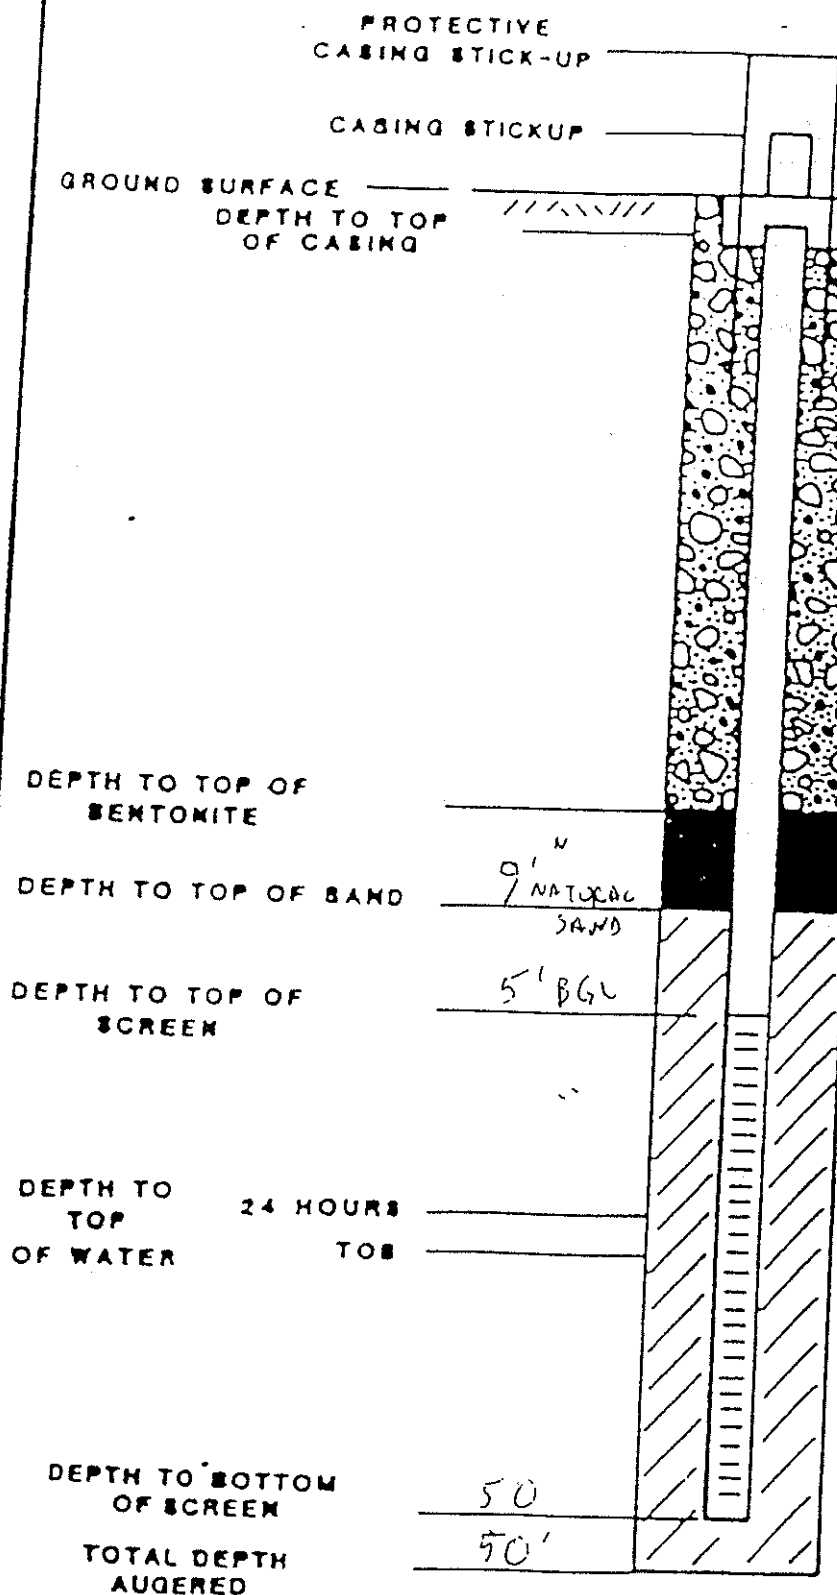 PROTECTIVE
CASING STICK-UP
CASING STICKUP
GROUND SURFACE
DEPTH TO TOP
OF CASING
DEPTH TO TOP OF
BENTONITE
N
DEPTH TO TOP OF SAND 9' NATURAL
SAND
DEPTH TO TOP OF 5' BGL
SCREEN
DEPTH TO
TOP 24 HOURS
OF WATER TOB
DEPTH TO BOTTOM
OF SCREEN 50
TOTAL DEPTH 50'
AUGERED